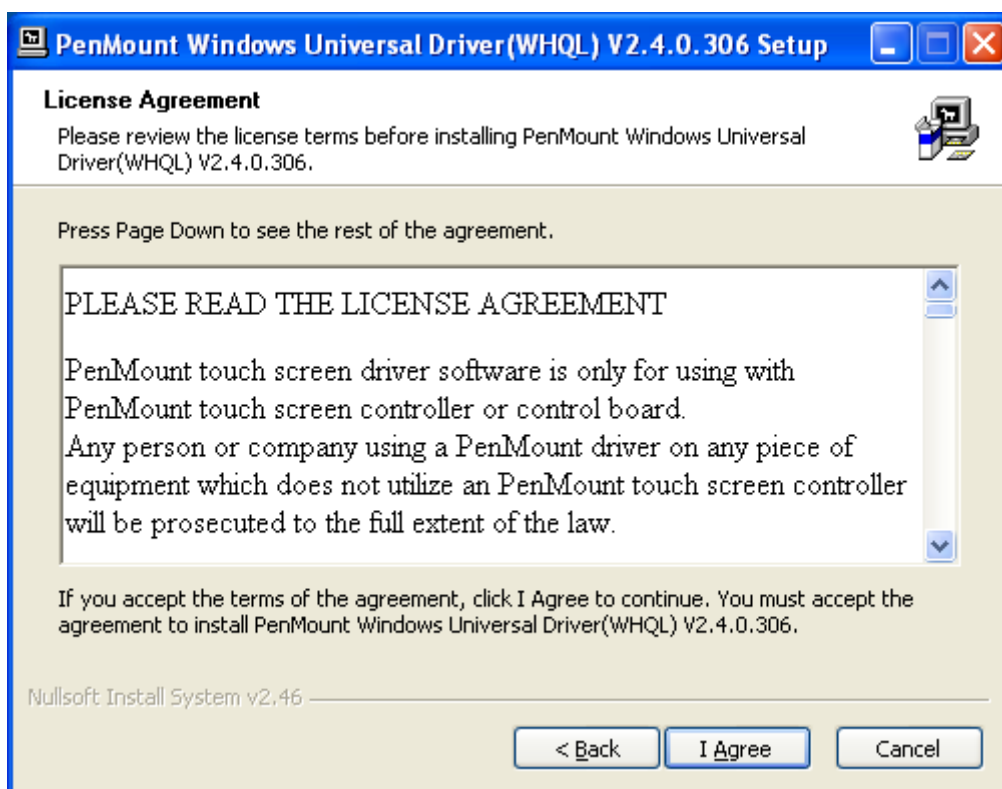 PenMount Windows Universal Driver(WHQL) V2.4.0.306 Setup
License Agreement
Please review the license terms before installing PenMount Windows Universal
Driver(WHQL) V2.4.0.306.
Press Page Down to see the rest of the agreement.
PLEASE READ THE LICENSE AGREEMENT
PenMount touch screen driver software is only for using with
PenMount touch screen controller or control board.
Any person or company using a PenMount driver on any piece of
equipment which does not utilize an PenMount touch screen controller
will be prosecuted to the full extent of the law.
If you accept the terms of the agreement, click I Agree to continue. You must accept the
agreement to install PenMount Windows Universal Driver(WHQL) V2.4.0.306.
Nullsoft Install System v2.46
< Back
I Agree
Cancel